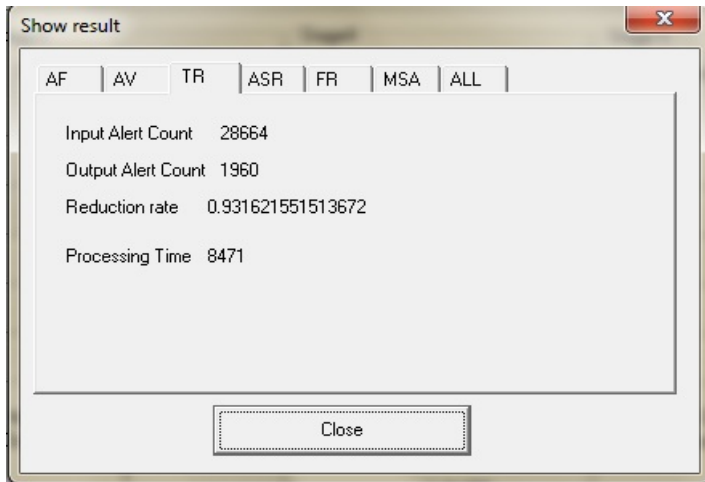 Show result
AF AV TR ASR FR MSA ALL
Input Alert Count 28664
Output Alert Count 1960
Reduction rate 0.931621551513672
Processing Time 8471
Close